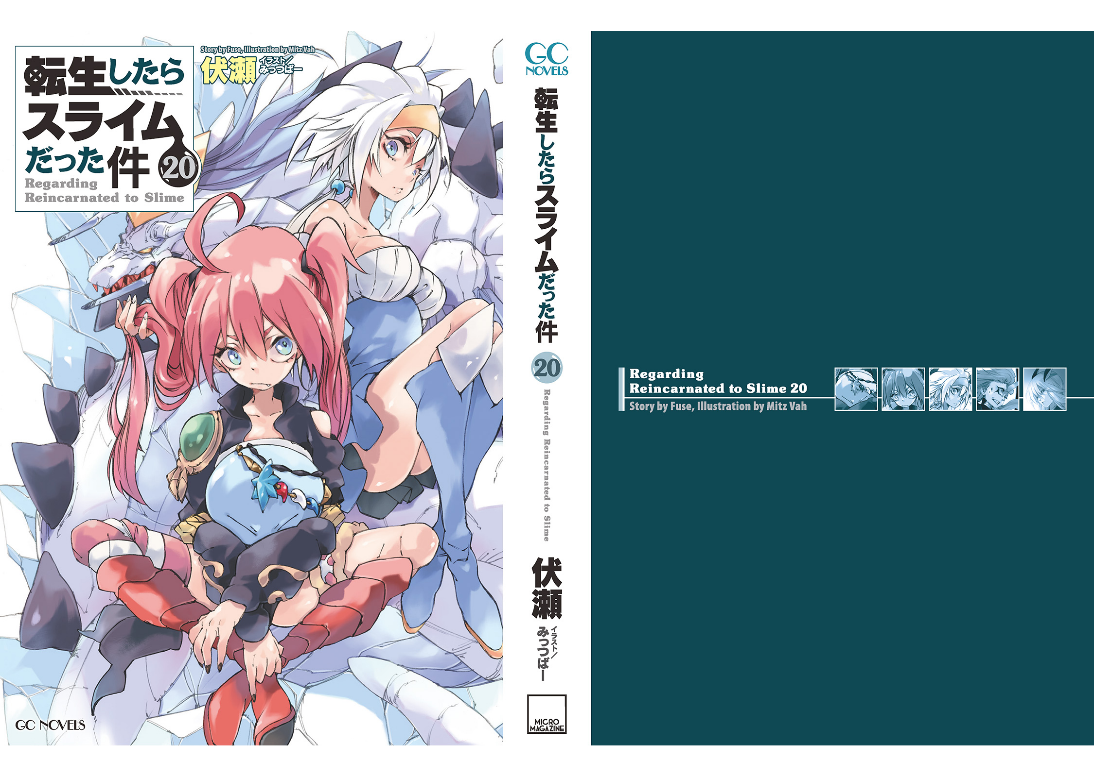 Story by Fuse, Illustration by Mitz Vah
伏瀬
イラスト/
みっつばー
転生したら
スライム
だった件
20
Regarding
Reincarnated to Slime
GC NOVELS
GC
NOVELS
転生したらスライムだった件
20
Regarding Reincarnated to Slime
伏瀬
イラスト/
みっつばー
MICRO
MAGAZINE
Regarding
Reincarnated to Slime 20
Story by Fuse, Illustration by Mitz Vah